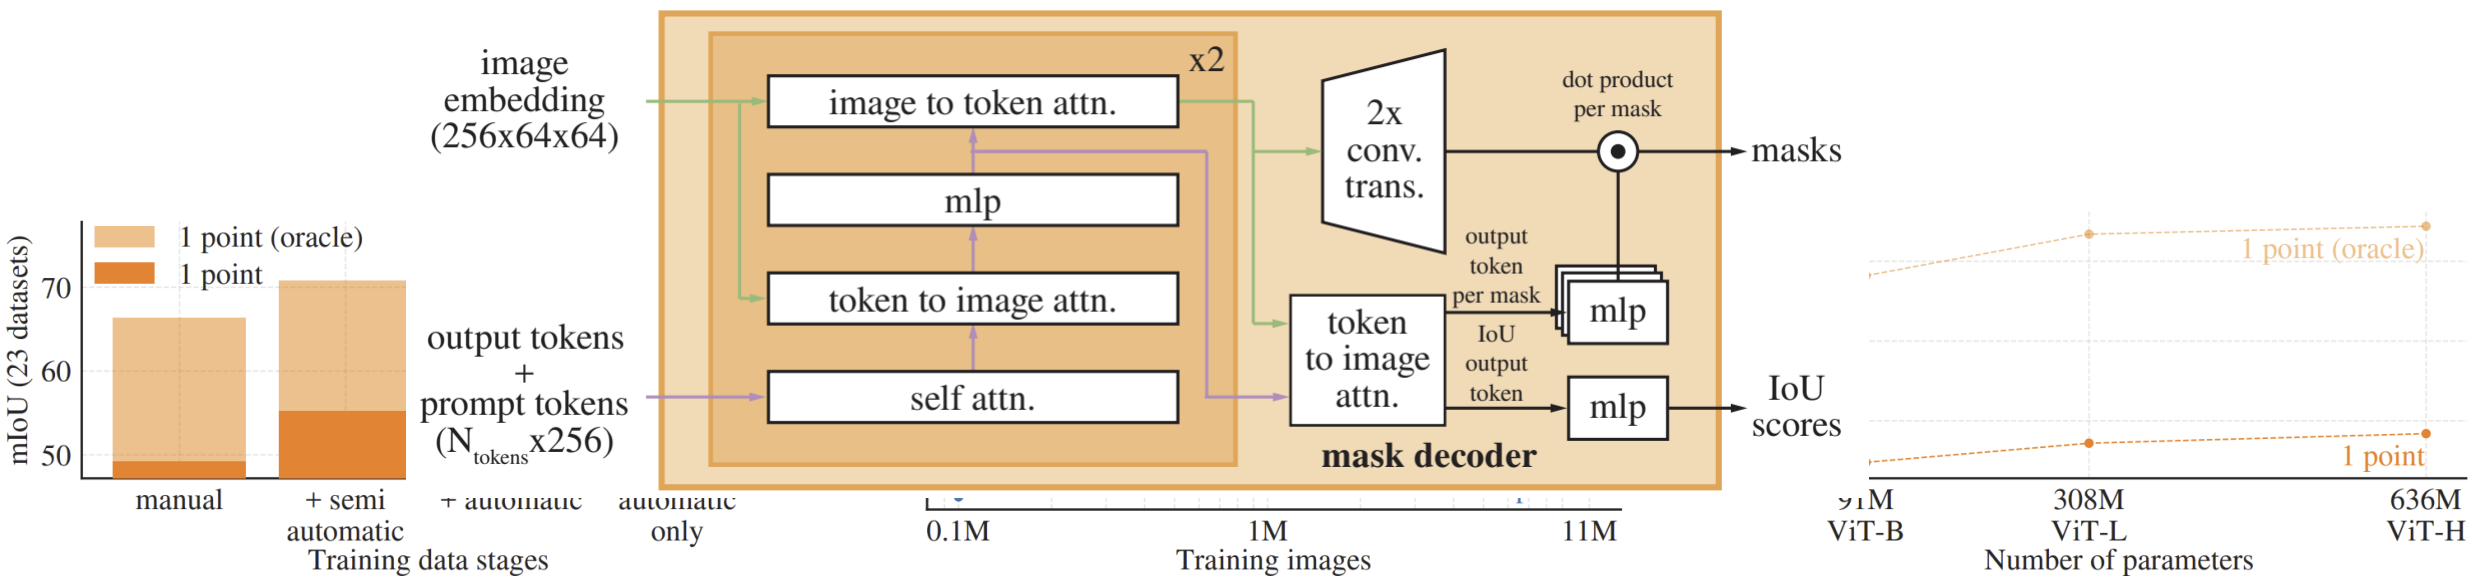 mIoU (23 datasets)
70
60
50
1 point (oracle)
1 point
manual
+ semi
automatic
+ automatic
automatic
only
Training data stages
image
embedding
(256x64x64)
output tokens
+
prompt tokens
(Ntokensx256)
x2
image to token attn.
mlp
token to image attn.
self attn.
2x
conv.
trans.
dot product
per mask
masks
output
token
per mask
mlp
token
to image
attn.
IoU
output
token
mlp
IoU
scores
mask decoder
0.1M
1M
11M
Training images
1 point (oracle)
1 point
91M
ViT-B
308M
ViT-L
636M
ViT-H
Number of parameters